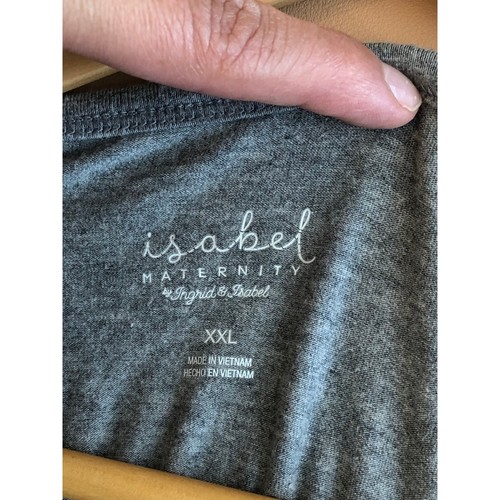 isabel
MATERNITY
by Ingrid & Isabel
XXL
MADE IN VIETNAM
HECHO EN VIETNAM